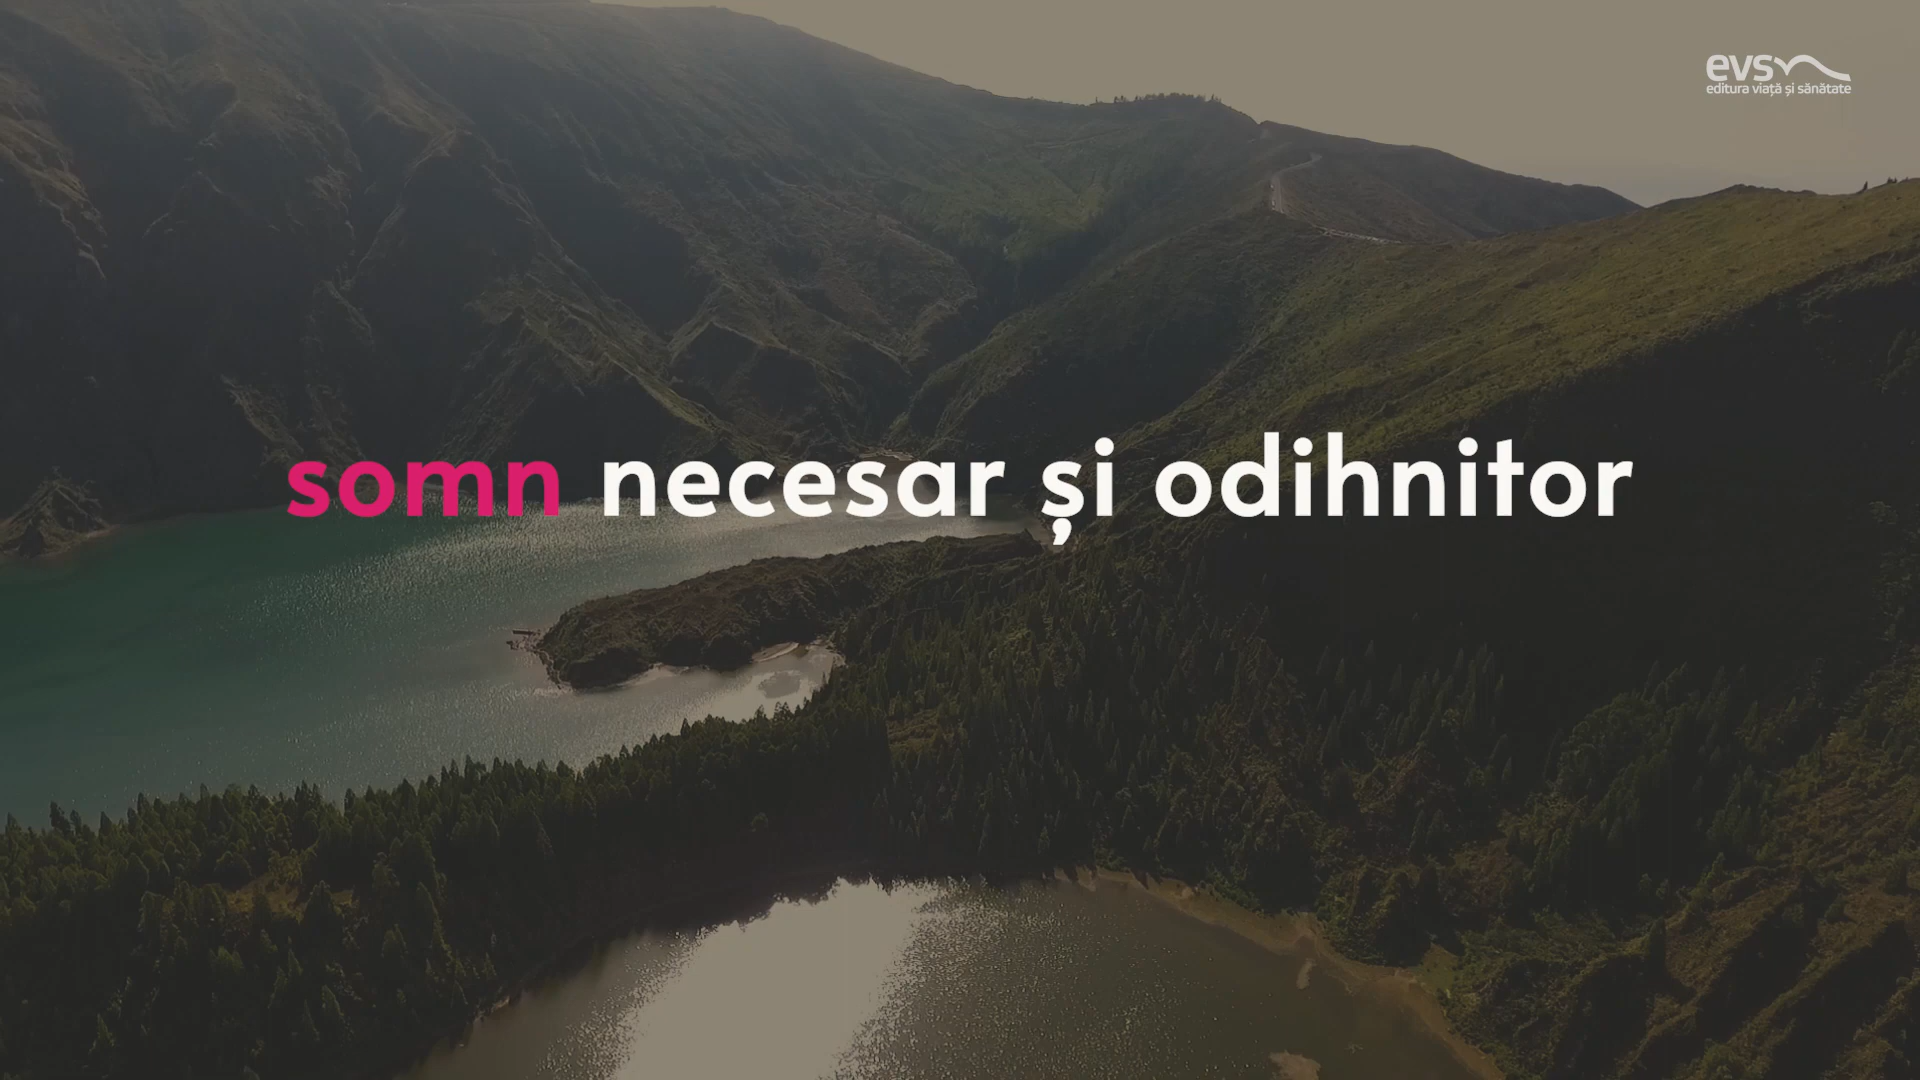 evs
editura viață și sănătate
somn necesar și odihnitor